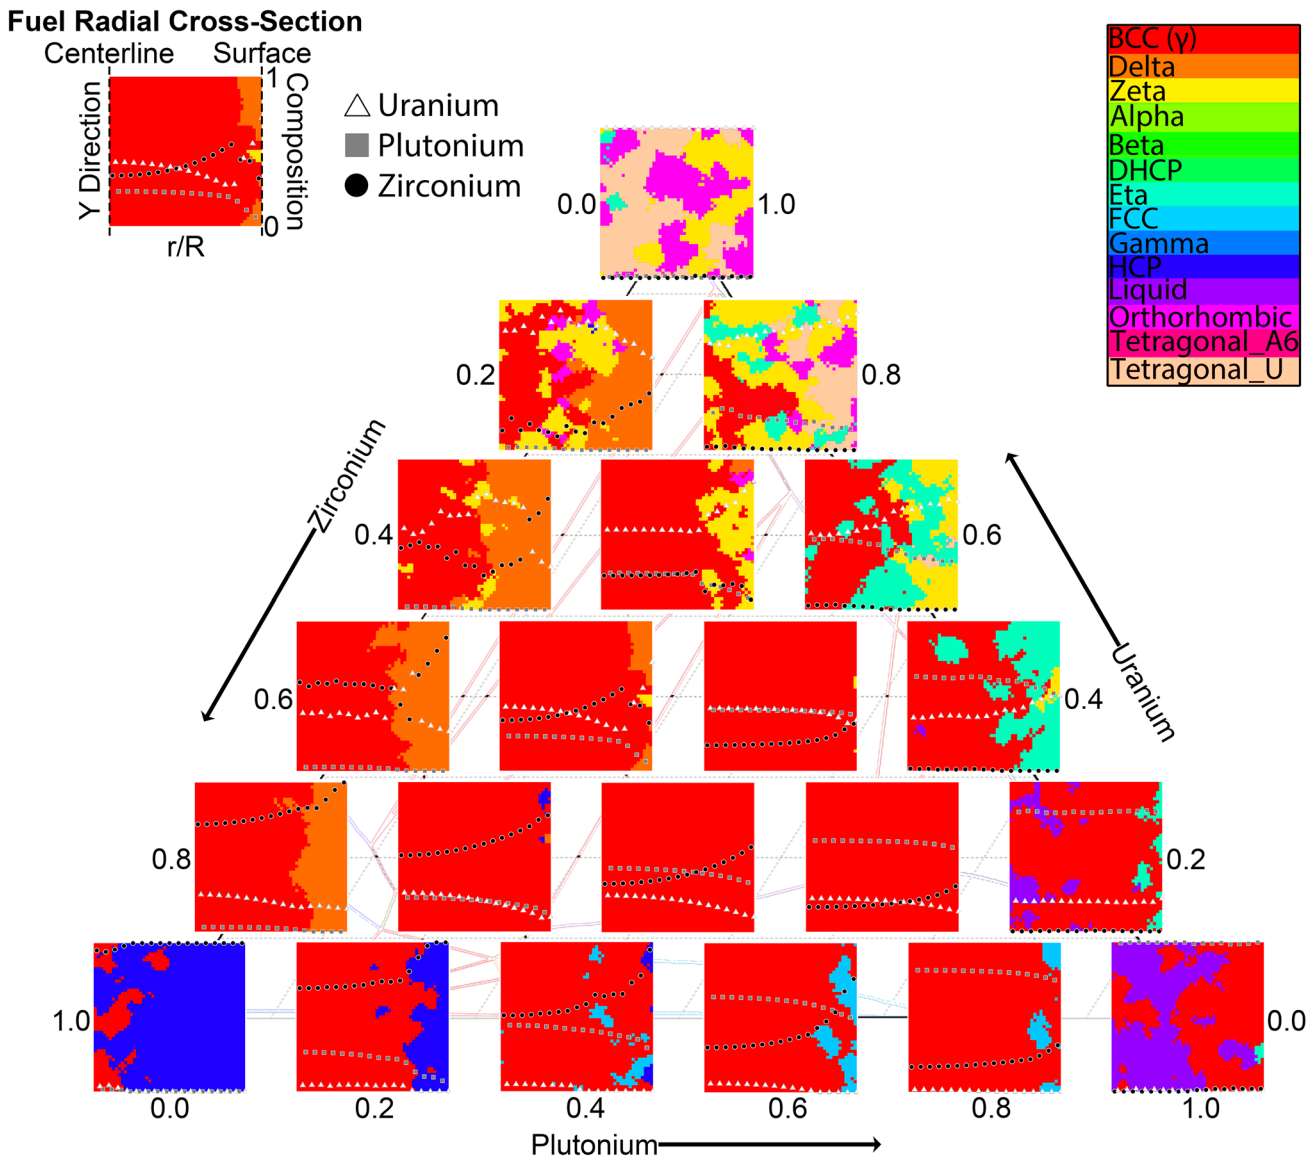 Fuel Radial Cross-Section
Centerline Surface
1
Y Direction
Composition
0
r/R
Uranium
Plutonium
Zirconium
BCC (γ)
Delta
Zeta
Alpha
Beta
DHCP
Eta
FCC
Gamma
HCP
Liquid
Orthorhombic
Tetragonal_A6
Tetragonal_U
0.0 1.0
0.2 0.8
Zirconium
0.4 0.6
Uranium
0.6 0.4
0.8 0.2
1.0 0.0
0.0 0.2 0.4 0.6 0.8 1.0
Plutonium